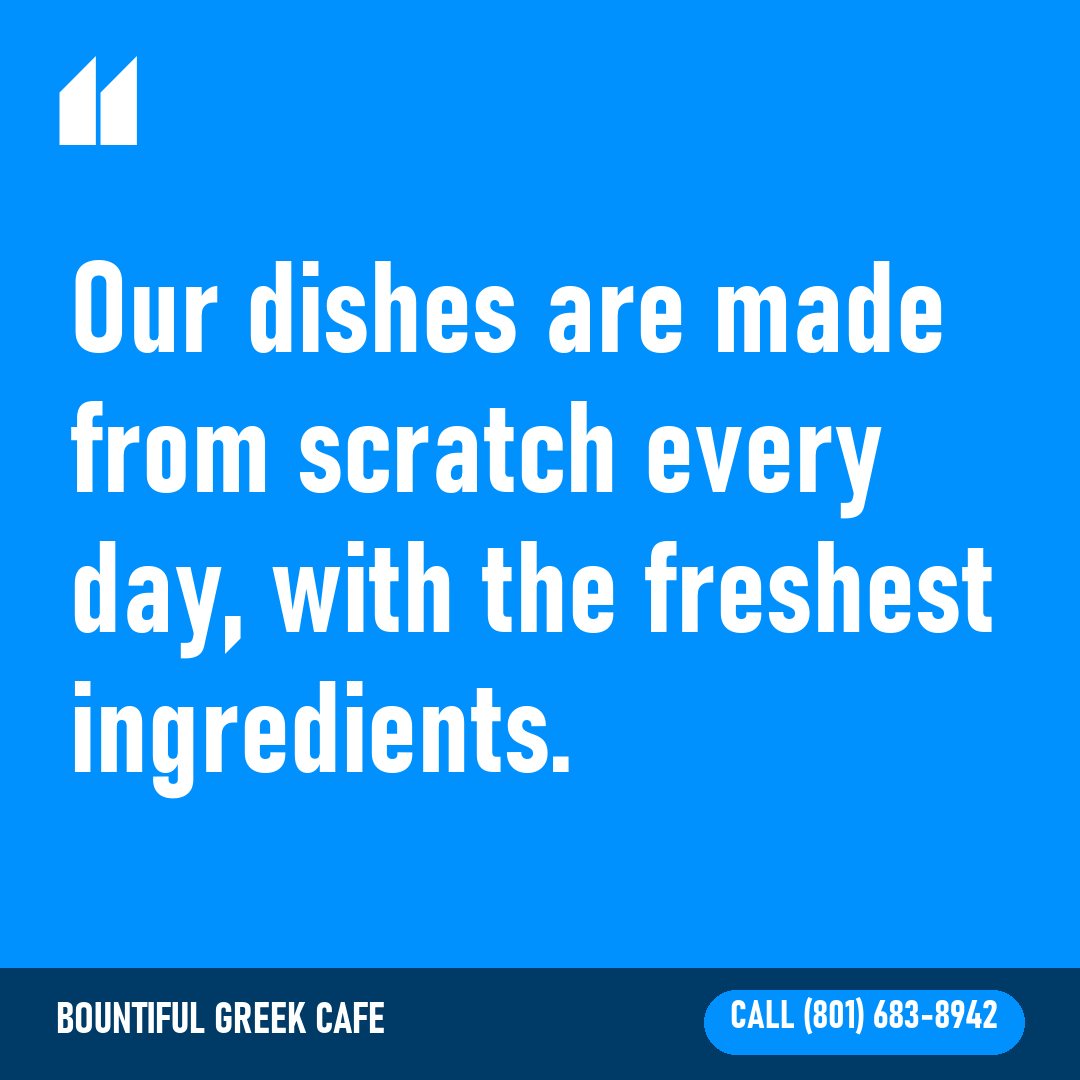 “
Our dishes are made
from scratch every
day, with the freshest
ingredients.
BOUNTIFUL GREEK CAFE
CALL (801) 683-8942